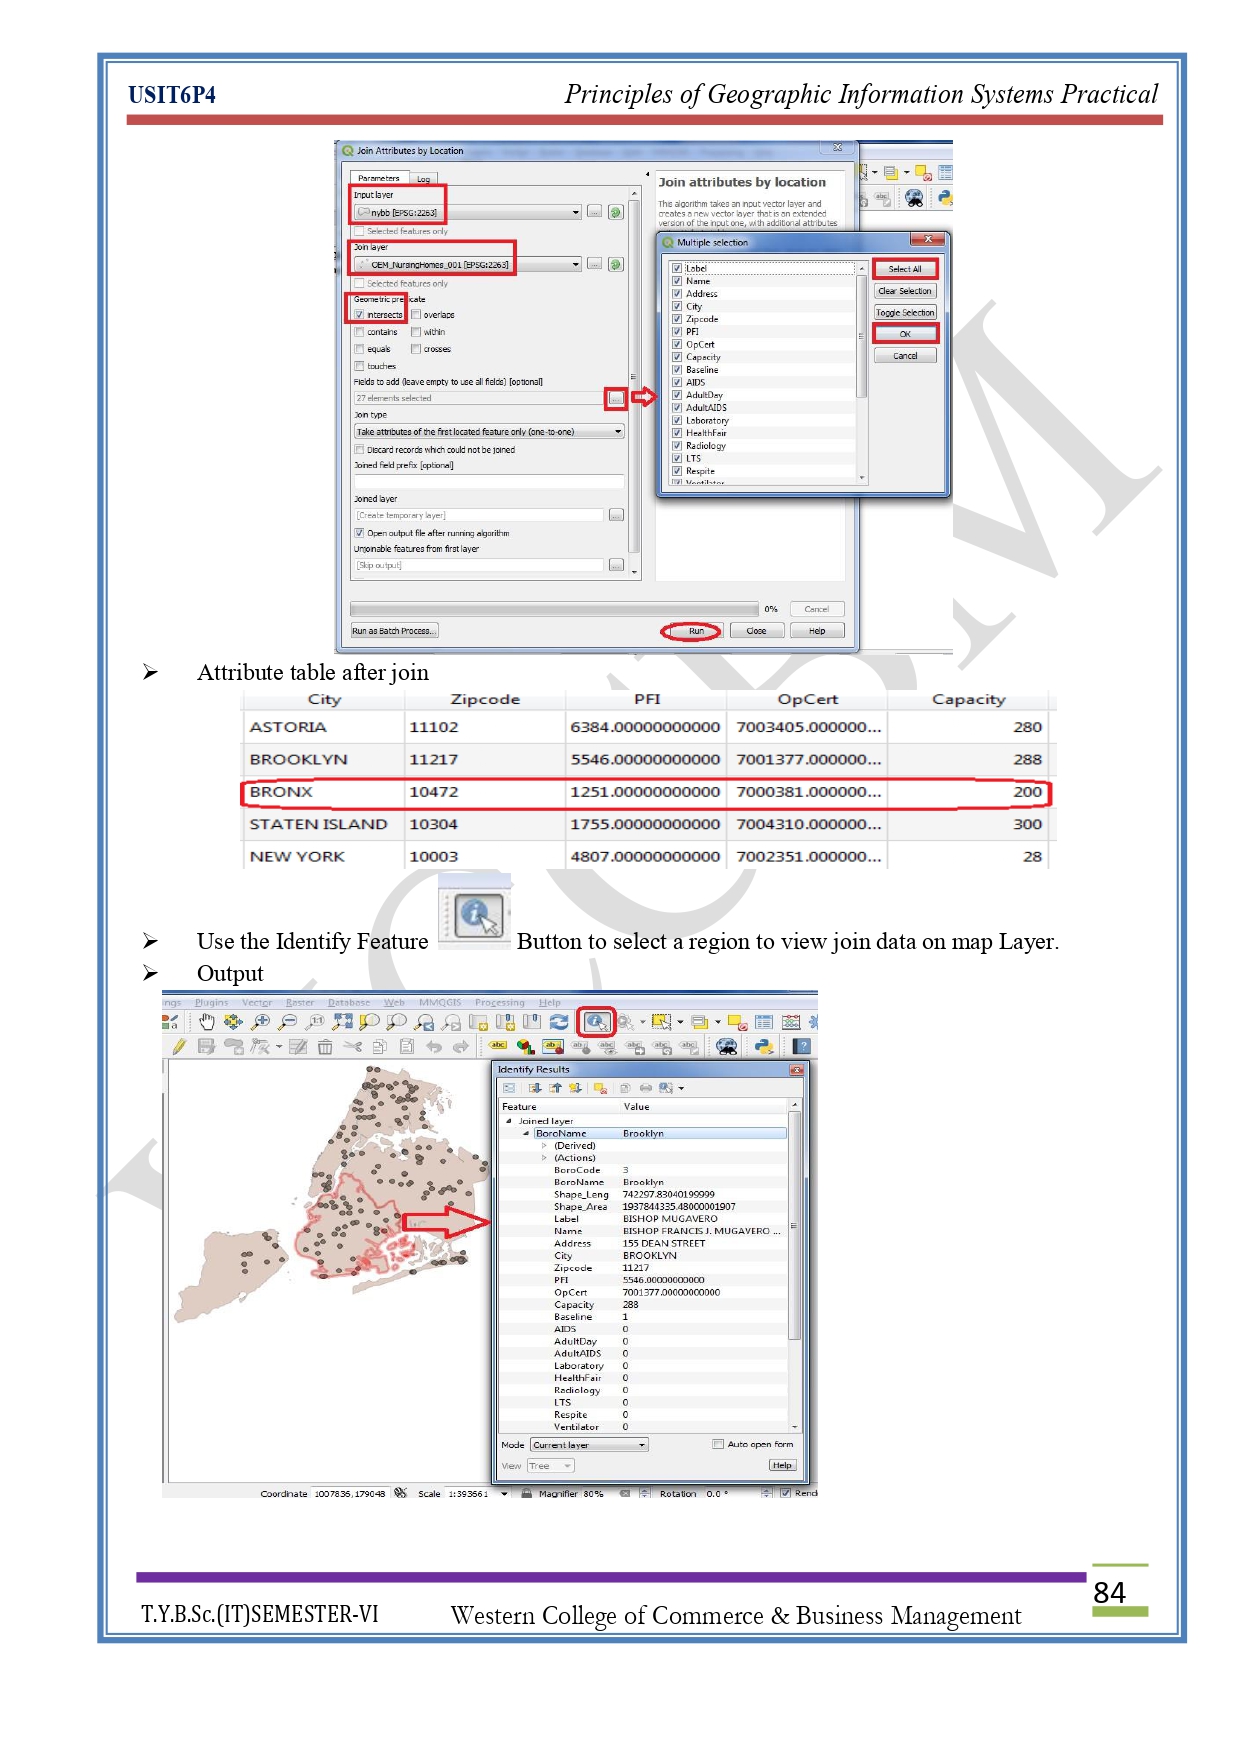 USIT6P4 Principles of Geographic Information Systems Practical
Join Attributes by Location
Parameters Log
Input layer
nybb [EPSG:2263]
Selected features only
Join layer
OEM_NursingHomes_001 [EPSG:2263]
Selected features only
Geometric predicate
intersects overlaps
contains within
equals crosses
touches
Fields to add (leave empty to use all fields) [optional]
27 elements selected
Join type
Take attributes of the first located feature only (one-to-one)
Discard records which could not be joined
Joined field prefix [optional]
Joined layer
[Create temporary layer]
Open output file after running algorithm
Unjoinable features from first layer
[Skip output]
0% Cancel
Run as Batch Process... Run Close Help
Join attributes by location
This algorithm takes an input vector layer and
creates a new vector layer that is an extended
version of the input one, with additional attributes
Multiple selection
Label
Name
Address
City
Zipcode
PFI
OpCert
Capacity
Baseline
AIDS
AdultDay
AdultAIDS
Laboratory
HealthFair
Radiology
LTS
Respite
Ventilator
Select All
Clear Selection
Toggle Selection
OK
Cancel
➢ Attribute table after join
City Zipcode PFI OpCert Capacity
ASTORIA 11102 6384.00000000000 7003405.000000... 280
BROOKLYN 11217 5546.00000000000 7001377.000000... 288
BRONX 10472 1251.00000000000 7000381.000000... 200
STATEN ISLAND 10304 1755.00000000000 7004310.000000... 300
NEW YORK 10003 4807.00000000000 7002351.000000... 28
➢ Use the Identify Feature Button to select a region to view join data on map Layer.
➢ Output
ngs Plugins Vector Raster Database Web MMQGIS Processing Help
Identify Results
Feature Value
Joined layer
BoroName Brooklyn
(Derived)
(Actions)
BoroCode 3
BoroName Brooklyn
Shape_Leng 742297.83040199999
Shape_Area 1937844335.48000001907
Label BISHOP MUGAVERO
Name BISHOP FRANCIS J. MUGAVERO ...
Address 155 DEAN STREET
City BROOKLYN
Zipcode 11217
PFI 5546.00000000000
OpCert 7001377.00000000000
Capacity 288
Baseline 1
AIDS 0
AdultDay 0
AdultAIDS 0
Laboratory 0
HealthFair 0
Radiology 0
LTS 0
Respite 0
Ventilator 0
Mode Current layer Auto open form
View Tree Help
Coordinate 1007836,179048 Scale 1:393661 Magnifier 80% Rotation 0.0 ° Rend
84
T.Y.B.Sc.(IT)SEMESTER-VI Western College of Commerce & Business Management